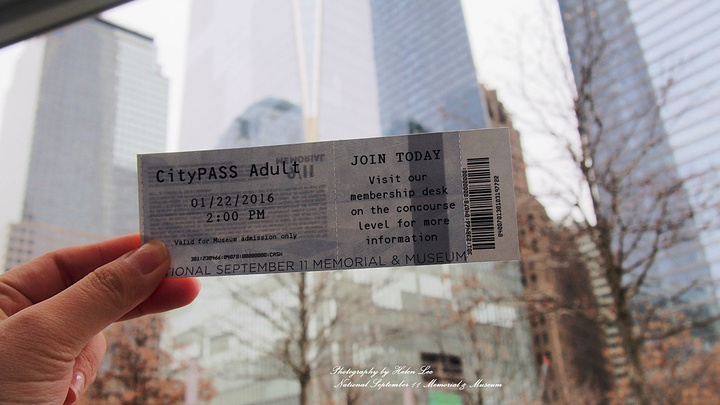 CityPASS Adult
01/22/2016
2:00 PM
Valid for Museum admission only
JOIN TODAY
Visit our
membership desk
on the concourse
level for more
information
IONAL SEPTEMBER 11 MEMORIAL & MUSEUM
Photography by Helen Lee
National September 11 Memorial & Museum